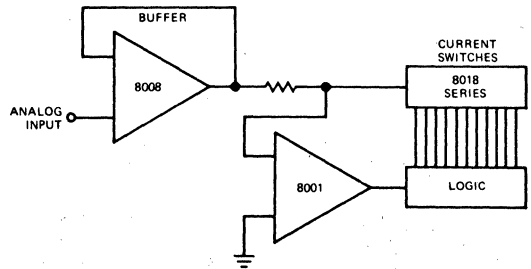 BUFFER
8008
ANALOG
INPUT
CURRENT
SWITCHES
8018
SERIES
8001
LOGIC